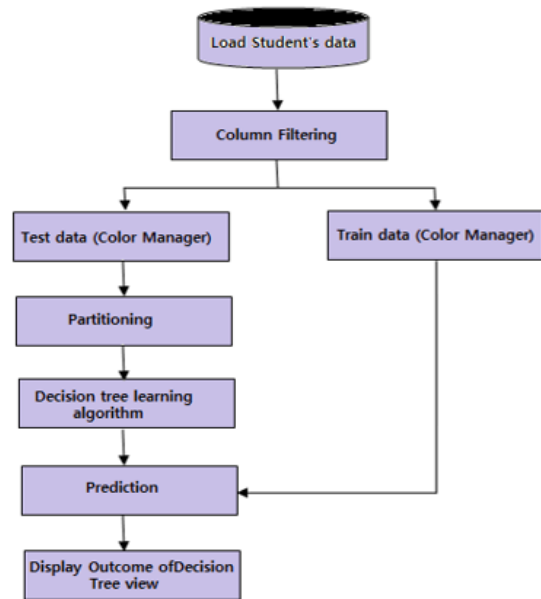 Load Student's data
Column Filtering
Test data (Color Manager)
Train data (Color Manager)
Partitioning
Decision tree learning
algorithm
Prediction
Display Outcome ofDecision
Tree view